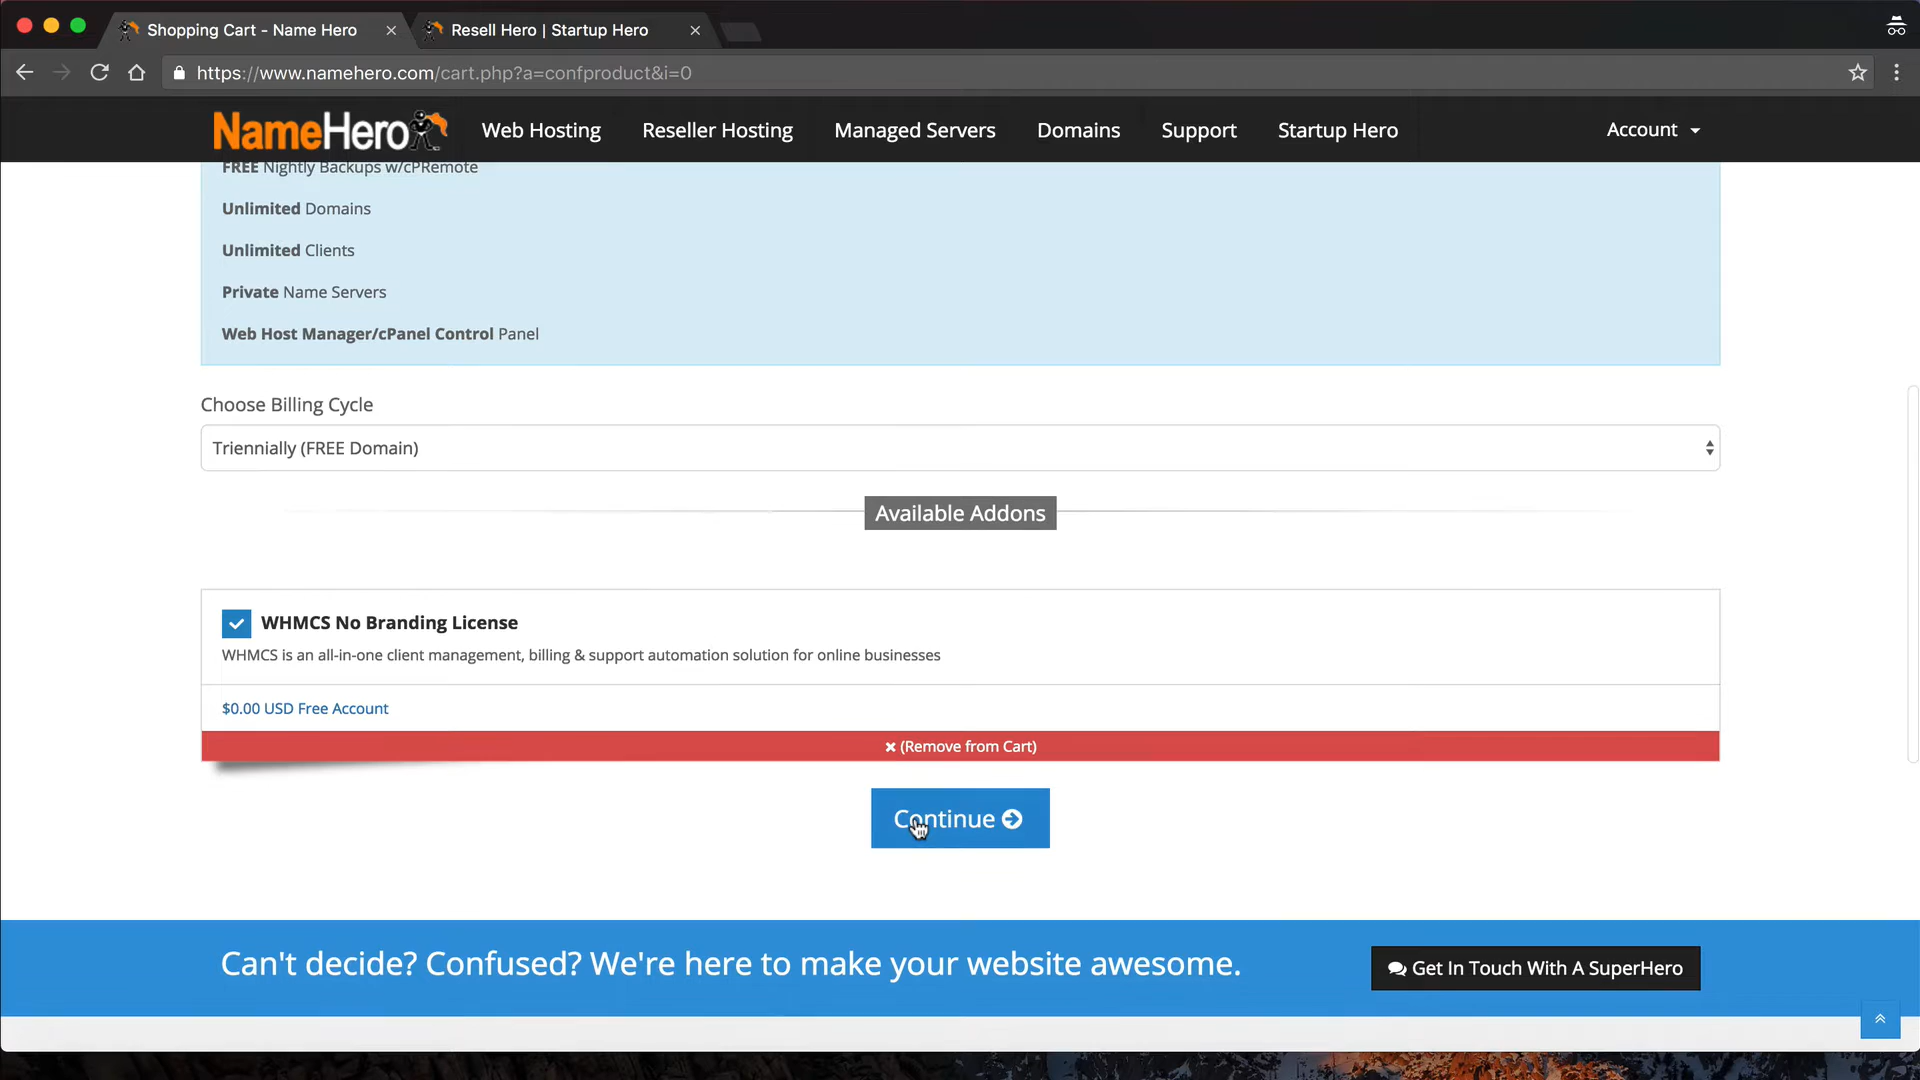 Shopping Cart - Name Hero
Resell Hero | Startup Hero
https://www.namehero.com/cart.php?a=confproduct&i=0
NameHero
Web Hosting
Reseller Hosting
Managed Servers
Domains
Support
Startup Hero
Account
FREE Nightly Backups w/cPRemote
Unlimited Domains
Unlimited Clients
Private Name Servers
Web Host Manager/cPanel Control Panel
Choose Billing Cycle
Triennially (FREE Domain)
Available Addons
WHMCS No Branding License
WHMCS is an all-in-one client management, billing & support automation solution for online businesses
$0.00 USD Free Account
(Remove from Cart)
Continue
Can't decide? Confused? We're here to make your website awesome.
Get In Touch With A SuperHero